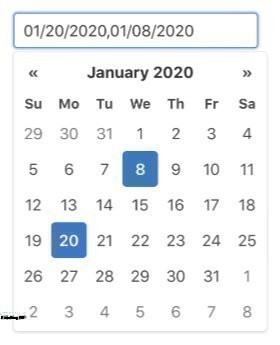 01/20/2020,01/08/2020
« January 2020 »
Su Mo Tu We Th Fr Sa
29 30 31 1 2 3 4
5 6 7 8 9 10 11
12 13 14 15 16 17 18
19 20 21 22 23 24 25
26 27 28 29 30 31 1
2 3 4 5 6 7 8